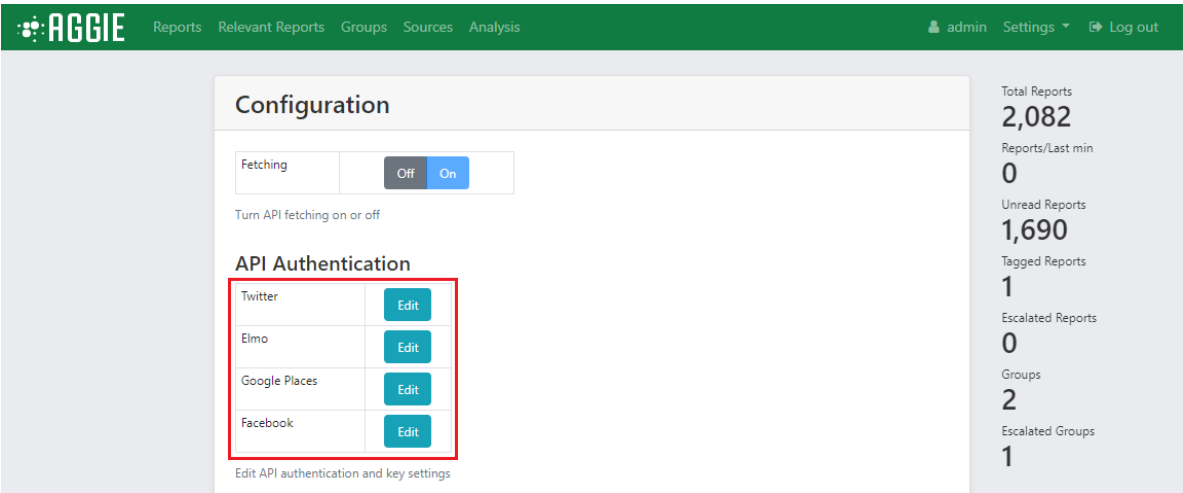 AGGIE Reports Relevant Reports Groups Sources Analysis admin Settings Log out
Configuration
Fetching Off On
Turn API fetching on or off
API Authentication
Twitter Edit
Elmo Edit
Google Places Edit
Facebook Edit
Edit API authentication and key settings
Total Reports
2,082
Reports/Last min
0
Unread Reports
1,690
Tagged Reports
1
Escalated Reports
0
Groups
2
Escalated Groups
1